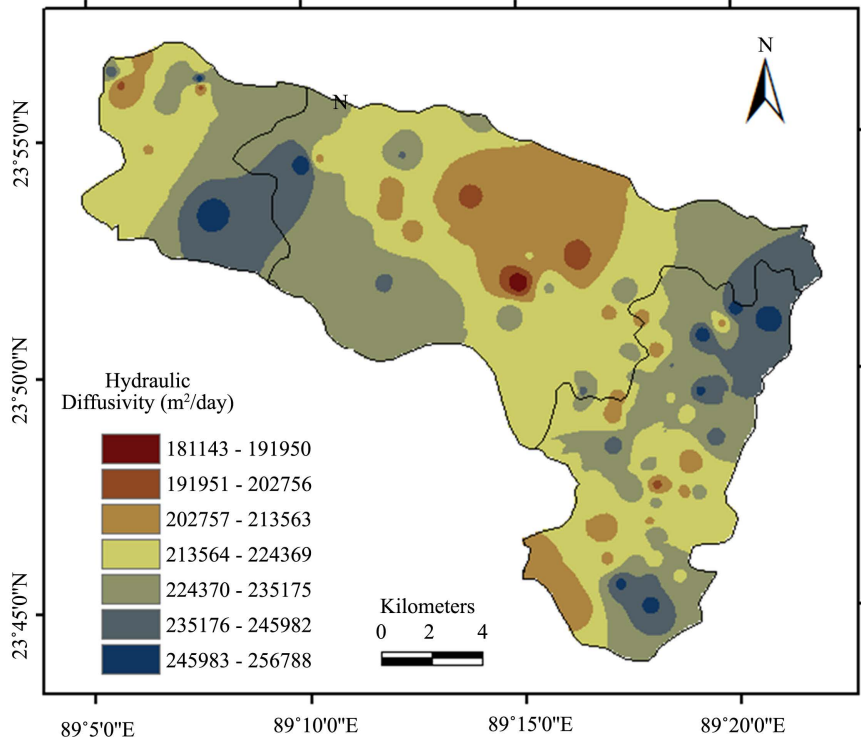 N
N
23°55'0"N
23°50'0"N
23°45'0"N
Hydraulic
Diffusivity (m²/day)
181143 - 191950
191951 - 202756
202757 - 213563
213564 - 224369
224370 - 235175
235176 - 245982
245983 - 256788
Kilometers
0 2 4
89°5'0"E 89°10'0"E 89°15'0"E 89°20'0"E